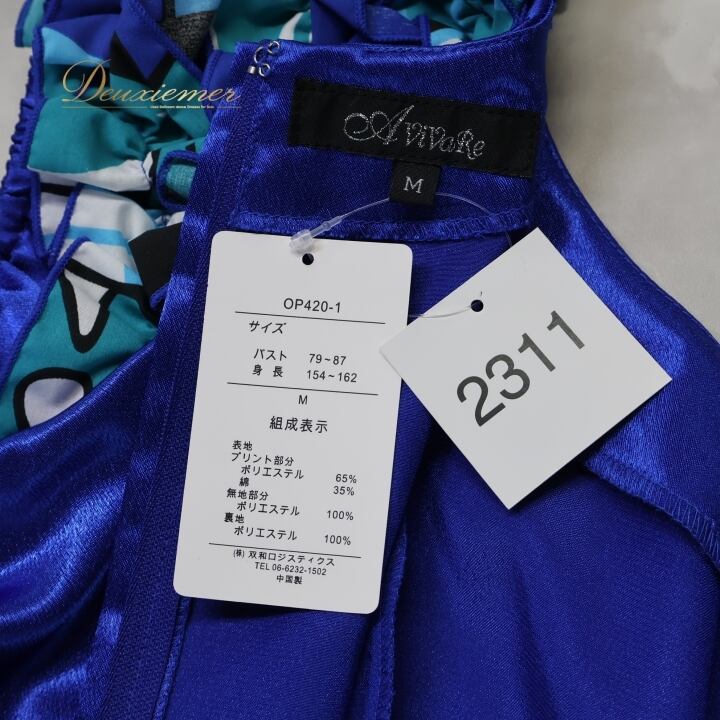 Deuxiemer
AViVaRe
M
OP420-1
サイズ
バスト 79~87
身長 154~162
M
組成表示
表地
プリント部分
ポリエステル 65%
綿 35%
無地部分
ポリエステル 100%
裏地
ポリエステル 100%
(株) 双和ロジスティクス
TEL 06-6232-1502
中国製
2311